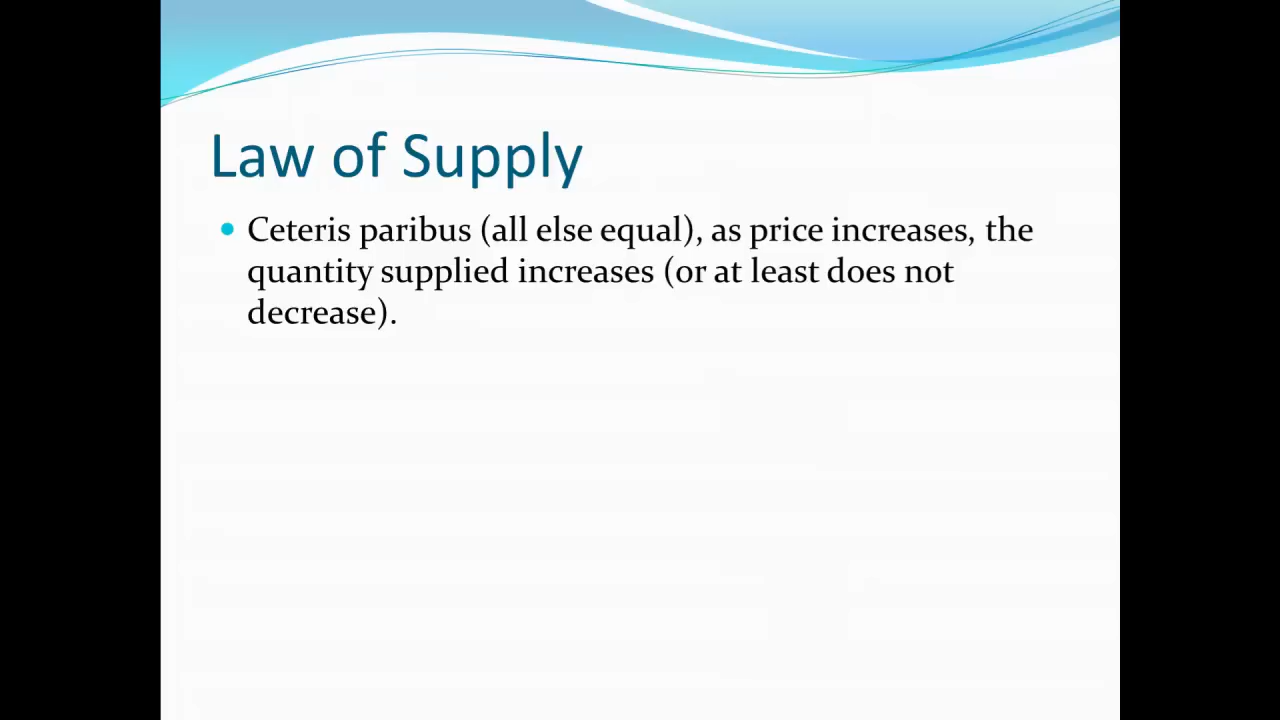 Law of Supply
Ceteris paribus (all else equal), as price increases, the
quantity supplied increases (or at least does not
decrease).